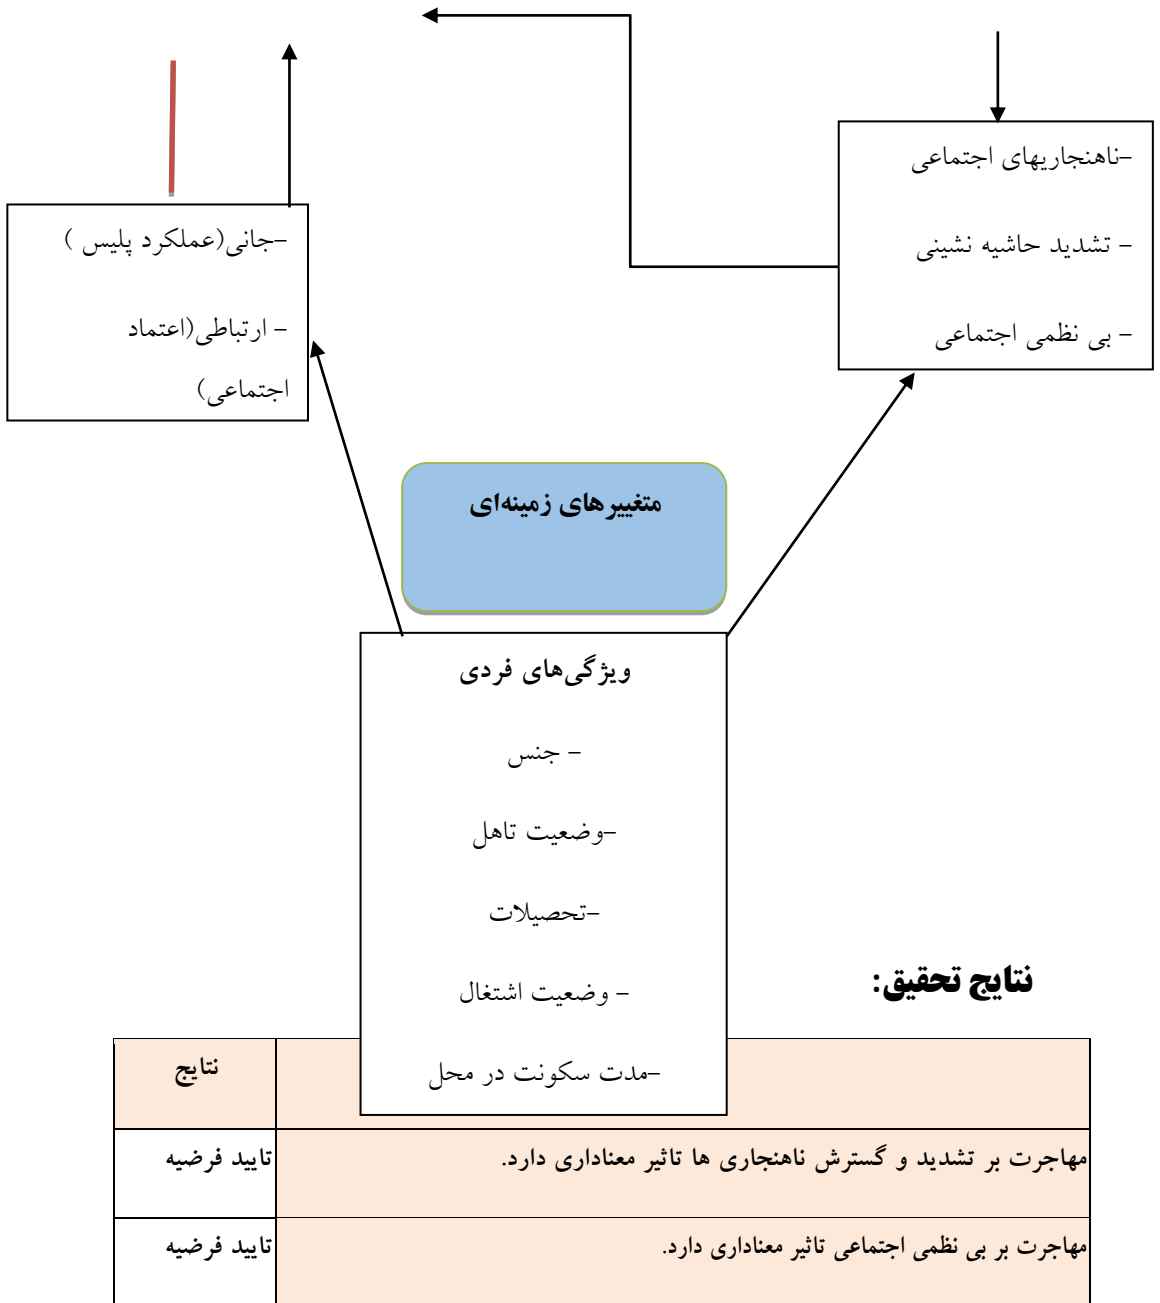 -ناهنجاریهای اجتماعی
- تشدید حاشیه نشینی
- بی نظمی اجتماعی
-جانی(عملکرد پلیس )
- ارتباطی(اعتماد
اجتماعی)
متغییرهای زمینه‌ای
ویژگی‌های فردی
- جنس
-وضعیت تاهل
-تحصیلات
- وضعیت اشتغال
-مدت سکونت در محل
نتایج تحقیق:
نتایج
مهاجرت بر تشدید و گسترش ناهنجاری ها تاثیر معناداری دارد.
تایید فرضیه
مهاجرت بر بی نظمی اجتماعی تاثیر معناداری دارد.
تایید فرضیه